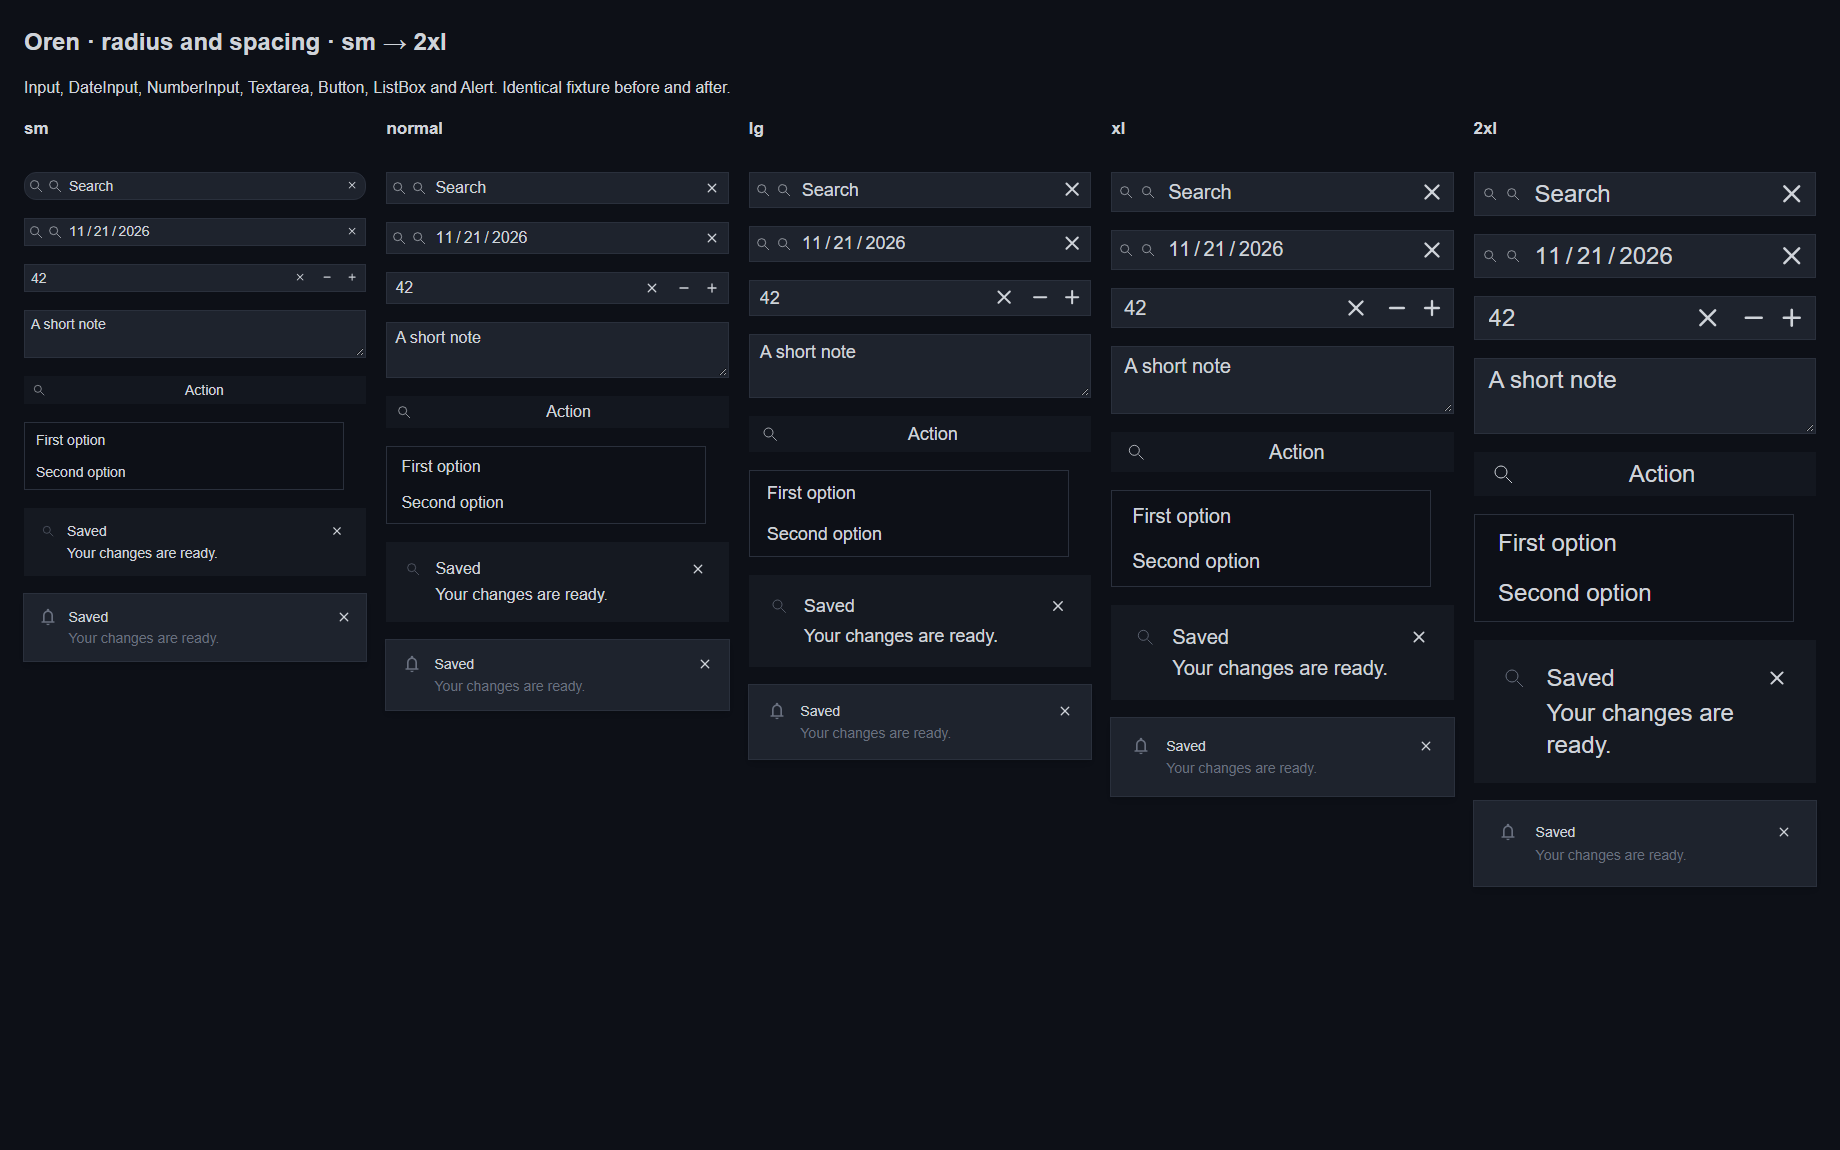 Oren · radius and spacing · sm → 2xl
Input, DateInput, NumberInput, Textarea, Button, ListBox and Alert. Identical fixture before and after.
sm
Search
11 / 21 / 2026
42
A short note
Action
First option
Second option
Saved
Your changes are ready.
Saved
Your changes are ready.
normal
Search
11 / 21 / 2026
42
A short note
Action
First option
Second option
Saved
Your changes are ready.
Saved
Your changes are ready.
lg
Search
11 / 21 / 2026
42
A short note
Action
First option
Second option
Saved
Your changes are ready.
Saved
Your changes are ready.
xl
Search
11 / 21 / 2026
42
A short note
Action
First option
Second option
Saved
Your changes are ready.
Saved
Your changes are ready.
2xl
Search
11 / 21 / 2026
42
A short note
Action
First option
Second option
Saved
Your changes are
ready.
Saved
Your changes are ready.